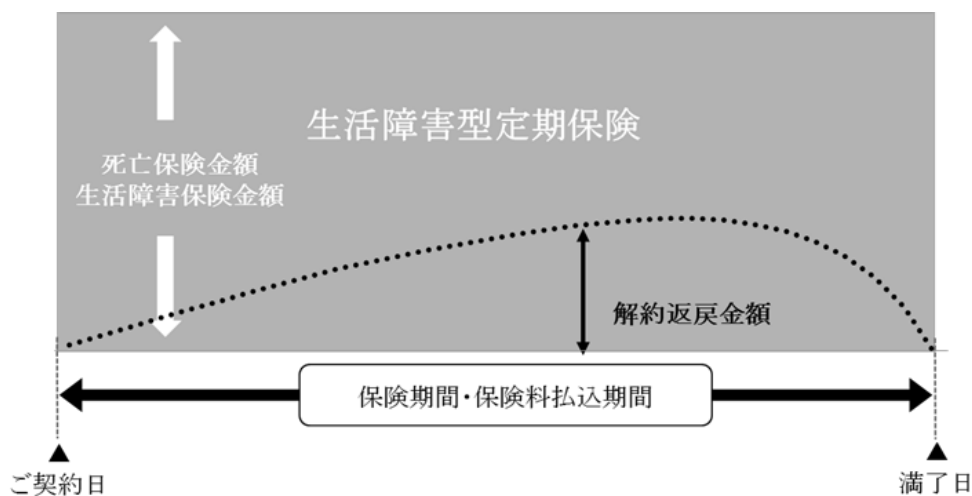 生活障害型定期保険
死亡保険金額
生活障害保険金額
解約返戻金額
保険期間・保険料払込期間
ご契約日
満了日